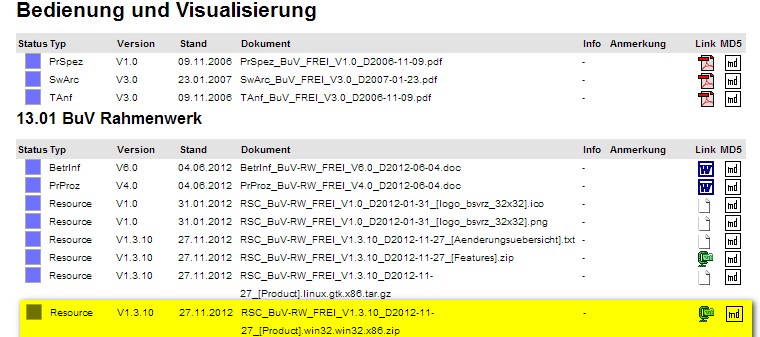 Bedienung und Visualisierung
Status Typ Version Stand Dokument Info Anmerkung Link MD5
PrSpez V1.0 09.11.2006 PrSpez_BuV_FREI_V1.0_D2006-11-09.pdf - md
SwArc V3.0 23.01.2007 SwArc_BuV_FREI_V3.0_D2007-01-23.pdf - md
TAnf V3.0 09.11.2006 TAnf_BuV_FREI_V3.0_D2006-11-09.pdf - md
13.01 BuV Rahmenwerk
Status Typ Version Stand Dokument Info Anmerkung Link MD5
BetrInf V6.0 04.06.2012 BetrInf_BuV-RW_FREI_V6.0_D2012-06-04.doc - W md
PrProz V4.0 04.06.2012 PrProz_BuV-RW_FREI_V4.0_D2012-06-04.doc - W md
Resource V1.0 31.01.2012 RSC_BuV-RW_FREI_V1.0_D2012-01-31_[logo_bsvrz_32x32].ico - md
Resource V1.0 31.01.2012 RSC_BuV-RW_FREI_V1.0_D2012-01-31_[logo_bsvrz_32x32].png - md
Resource V1.3.10 27.11.2012 RSC_BuV-RW_FREI_V1.3.10_D2012-11-27_[Aenderungsuebersicht].txt - md
Resource V1.3.10 27.11.2012 RSC_BuV-RW_FREI_V1.3.10_D2012-11-27_[Features].zip - md
Resource V1.3.10 27.11.2012 RSC_BuV-RW_FREI_V1.3.10_D2012-11- - md
27_[Product].linux.gtk.x86.tar.gz
Resource V1.3.10 27.11.2012 RSC_BuV-RW_FREI_V1.3.10_D2012-11- - md
27_[Product].win32.win32.x86.zip